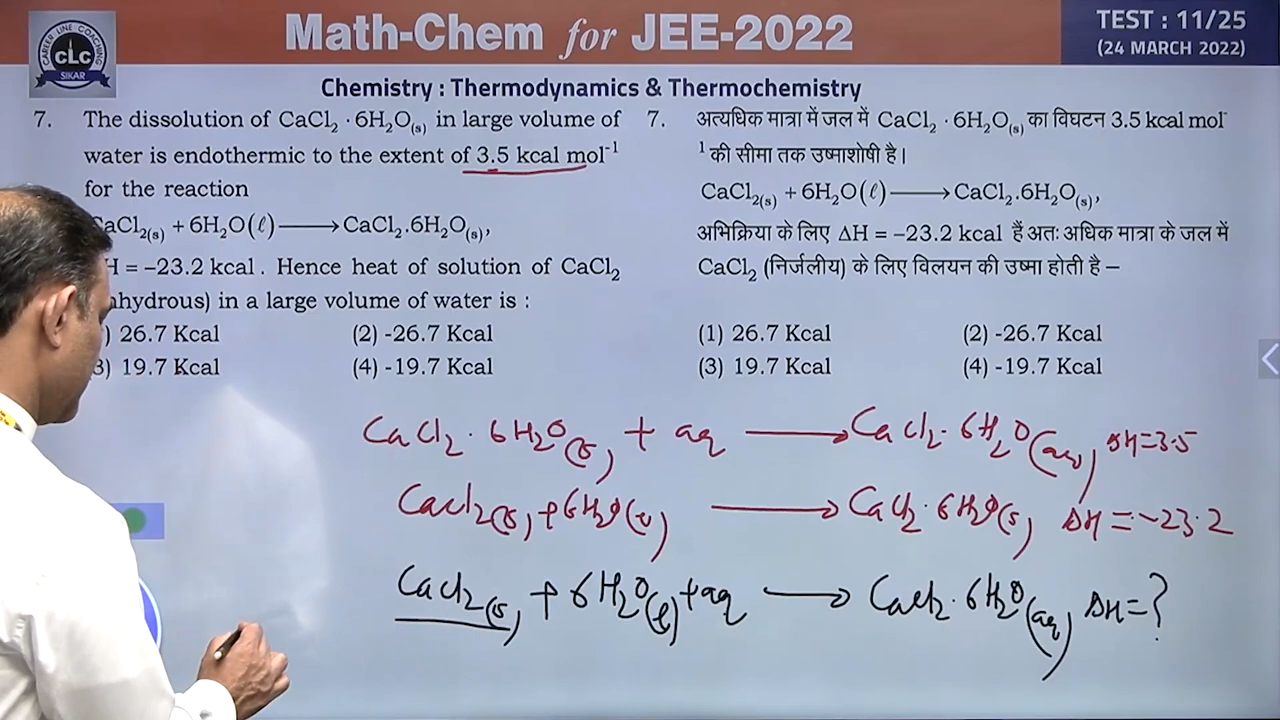 Math-Chem for JEE-2022
TEST : 11/25
(24 MARCH 2022)
CAREER LINE COACHING
CLC
SIKAR
Chemistry : Thermodynamics & Thermochemistry
7. The dissolution of CaCl₂ · 6H₂O₍s₎ in large volume of
water is endothermic to the extent of 3.5 kcal mol⁻¹
for the reaction
CaCl₂₍s₎ + 6H₂O(ℓ) ⟶ CaCl₂.6H₂O₍s₎,
H = –23.2 kcal . Hence heat of solution of CaCl₂
nhydrous) in a large volume of water is :
) 26.7 Kcal (2) -26.7 Kcal
3) 19.7 Kcal (4) -19.7 Kcal
7. अत्यधिक मात्रा में जल में CaCl₂ · 6H₂O₍s₎ का विघटन 3.5 kcal mol⁻
¹ की सीमा तक उष्माशोषी है।
CaCl₂₍s₎ + 6H₂O(ℓ) ⟶ CaCl₂.6H₂O₍s₎,
अभिक्रिया के लिए ΔH = –23.2 kcal हैं अतः अधिक मात्रा के जल में
CaCl₂ (निर्जलीय) के लिए विलयन की उष्मा होती है –
(1) 26.7 Kcal (2) -26.7 Kcal
(3) 19.7 Kcal (4) -19.7 Kcal
CaCl₂ · 6H₂O(s) + aq ⟶ CaCl₂ · 6H₂O(aq) ΔH=3.5
CaCl₂(s) + 6H₂O(ℓ) ⟶ CaCl₂ · 6H₂O(s) ΔH = -23.2
CaCl₂(s) + 6H₂O(ℓ) + aq ⟶ CaCl₂ · 6H₂O(aq) ΔH = ?